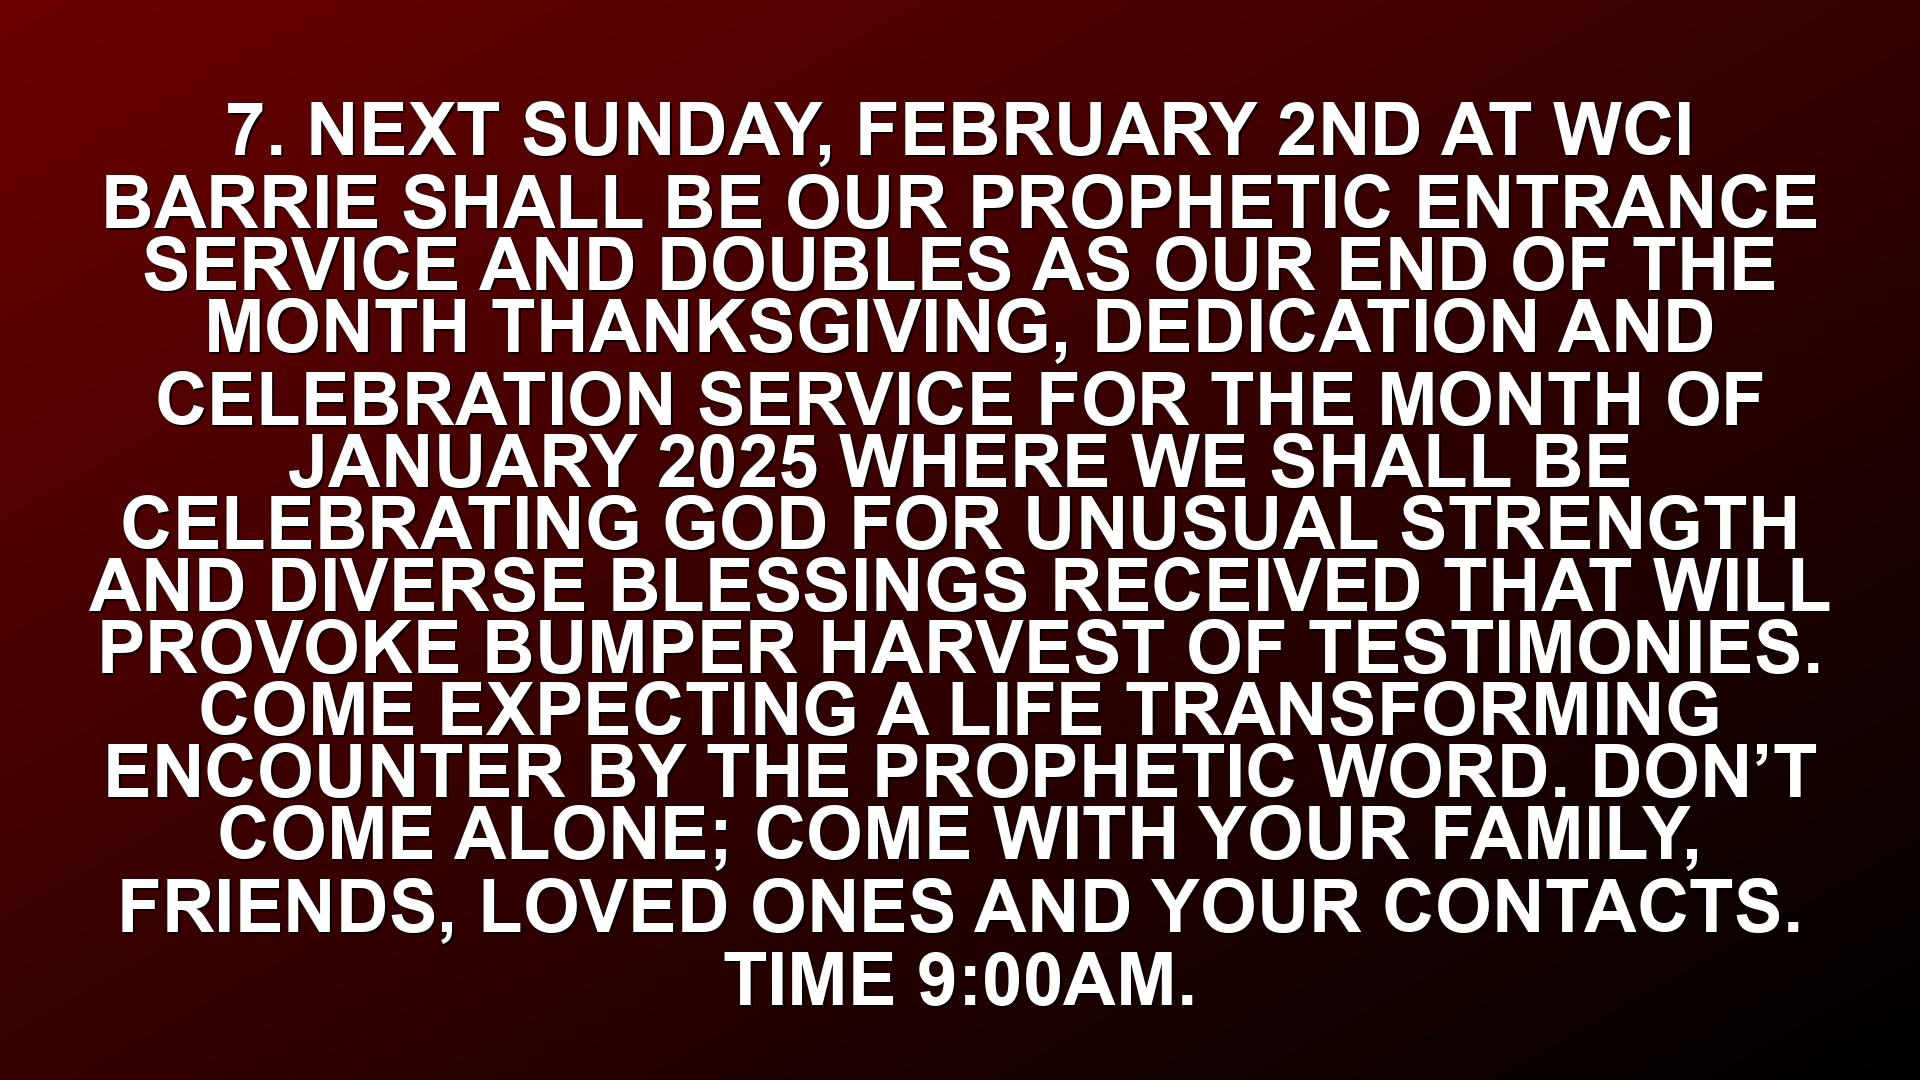 7. NEXT SUNDAY, FEBRUARY 2ND AT WCI
BARRIE SHALL BE OUR PROPHETIC ENTRANCE
SERVICE AND DOUBLES AS OUR END OF THE
MONTH THANKSGIVING, DEDICATION AND
CELEBRATION SERVICE FOR THE MONTH OF
JANUARY 2025 WHERE WE SHALL BE
CELEBRATING GOD FOR UNUSUAL STRENGTH
AND DIVERSE BLESSINGS RECEIVED THAT WILL
PROVOKE BUMPER HARVEST OF TESTIMONIES.
COME EXPECTING A LIFE TRANSFORMING
ENCOUNTER BY THE PROPHETIC WORD. DON’T
COME ALONE; COME WITH YOUR FAMILY,
FRIENDS, LOVED ONES AND YOUR CONTACTS.
TIME 9:00AM.